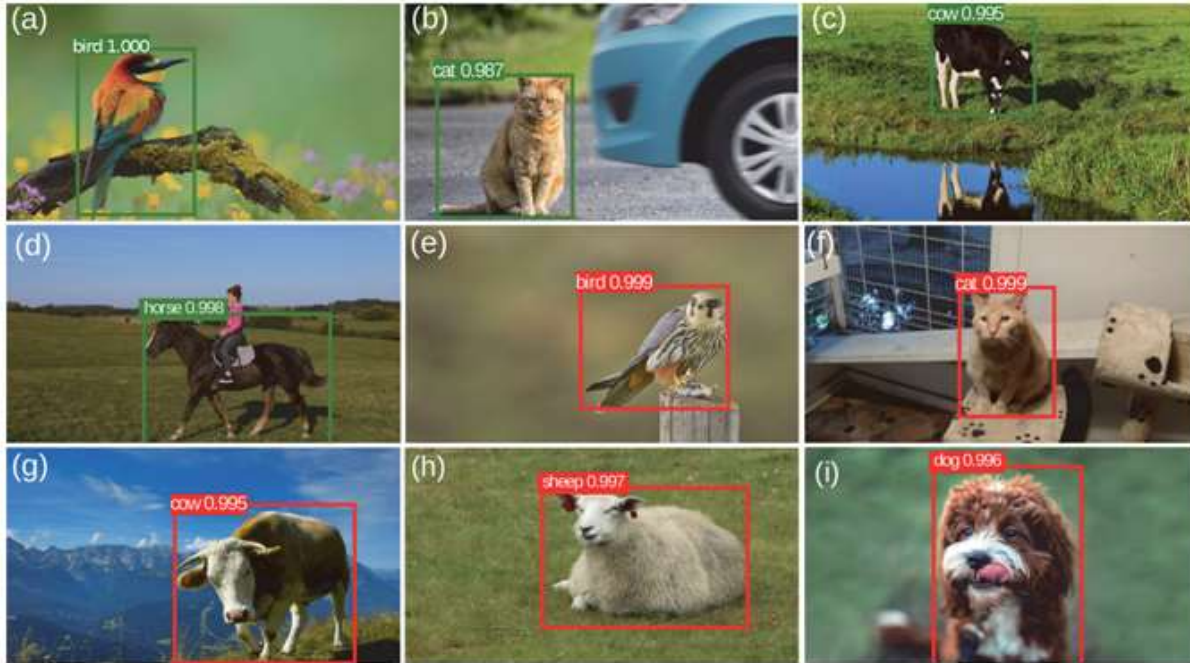 (a)
bird 1.000
(b)
cat 0.987
(c)
cow 0.995
(d)
horse 0.998
(e)
bird 0.999
(f)
cat 0.999
(g)
cow 0.995
(h)
sheep 0.997
(i)
dog 0.996